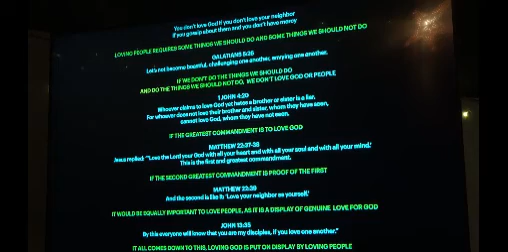 You don't love God if you don't love your neighbor
if you gossip about them and you don't have mercy
LOVING PEOPLE REQUIRES SOME THINGS WE SHOULD DO AND SOME THINGS WE SHOULD NOT DO
GALATIANS 5:26
Let's not become boastful, challenging one another, envying one another.
IF WE DON'T DO THE THINGS WE SHOULD DO
AND DO THE THINGS WE SHOULD NOT DO, WE DON'T LOVE GOD OR PEOPLE
1 JOHN 4:20
Whoever claims to love God yet hates a brother or sister is a liar.
For whoever does not love their brother and sister, whom they have seen,
cannot love God, whom they have not seen.
IF THE GREATEST COMMANDMENT IS TO LOVE GOD
MATTHEW 22:37-38
Jesus replied: "'Love the Lord your God with all your heart and with all your soul and with all your mind.'
This is the first and greatest commandment.
IF THE SECOND GREATEST COMMANDMENT IS PROOF OF THE FIRST
MATTHEW 22:39
And the second is like it: 'Love your neighbor as yourself.'
IT WOULD BE EQUALLY IMPORTANT TO LOVE PEOPLE, AS IT IS A DISPLAY OF GENUINE LOVE FOR GOD
JOHN 13:35
By this everyone will know that you are my disciples, if you love one another."
IT ALL COMES DOWN TO THIS, LOVING GOD IS PUT ON DISPLAY BY LOVING PEOPLE